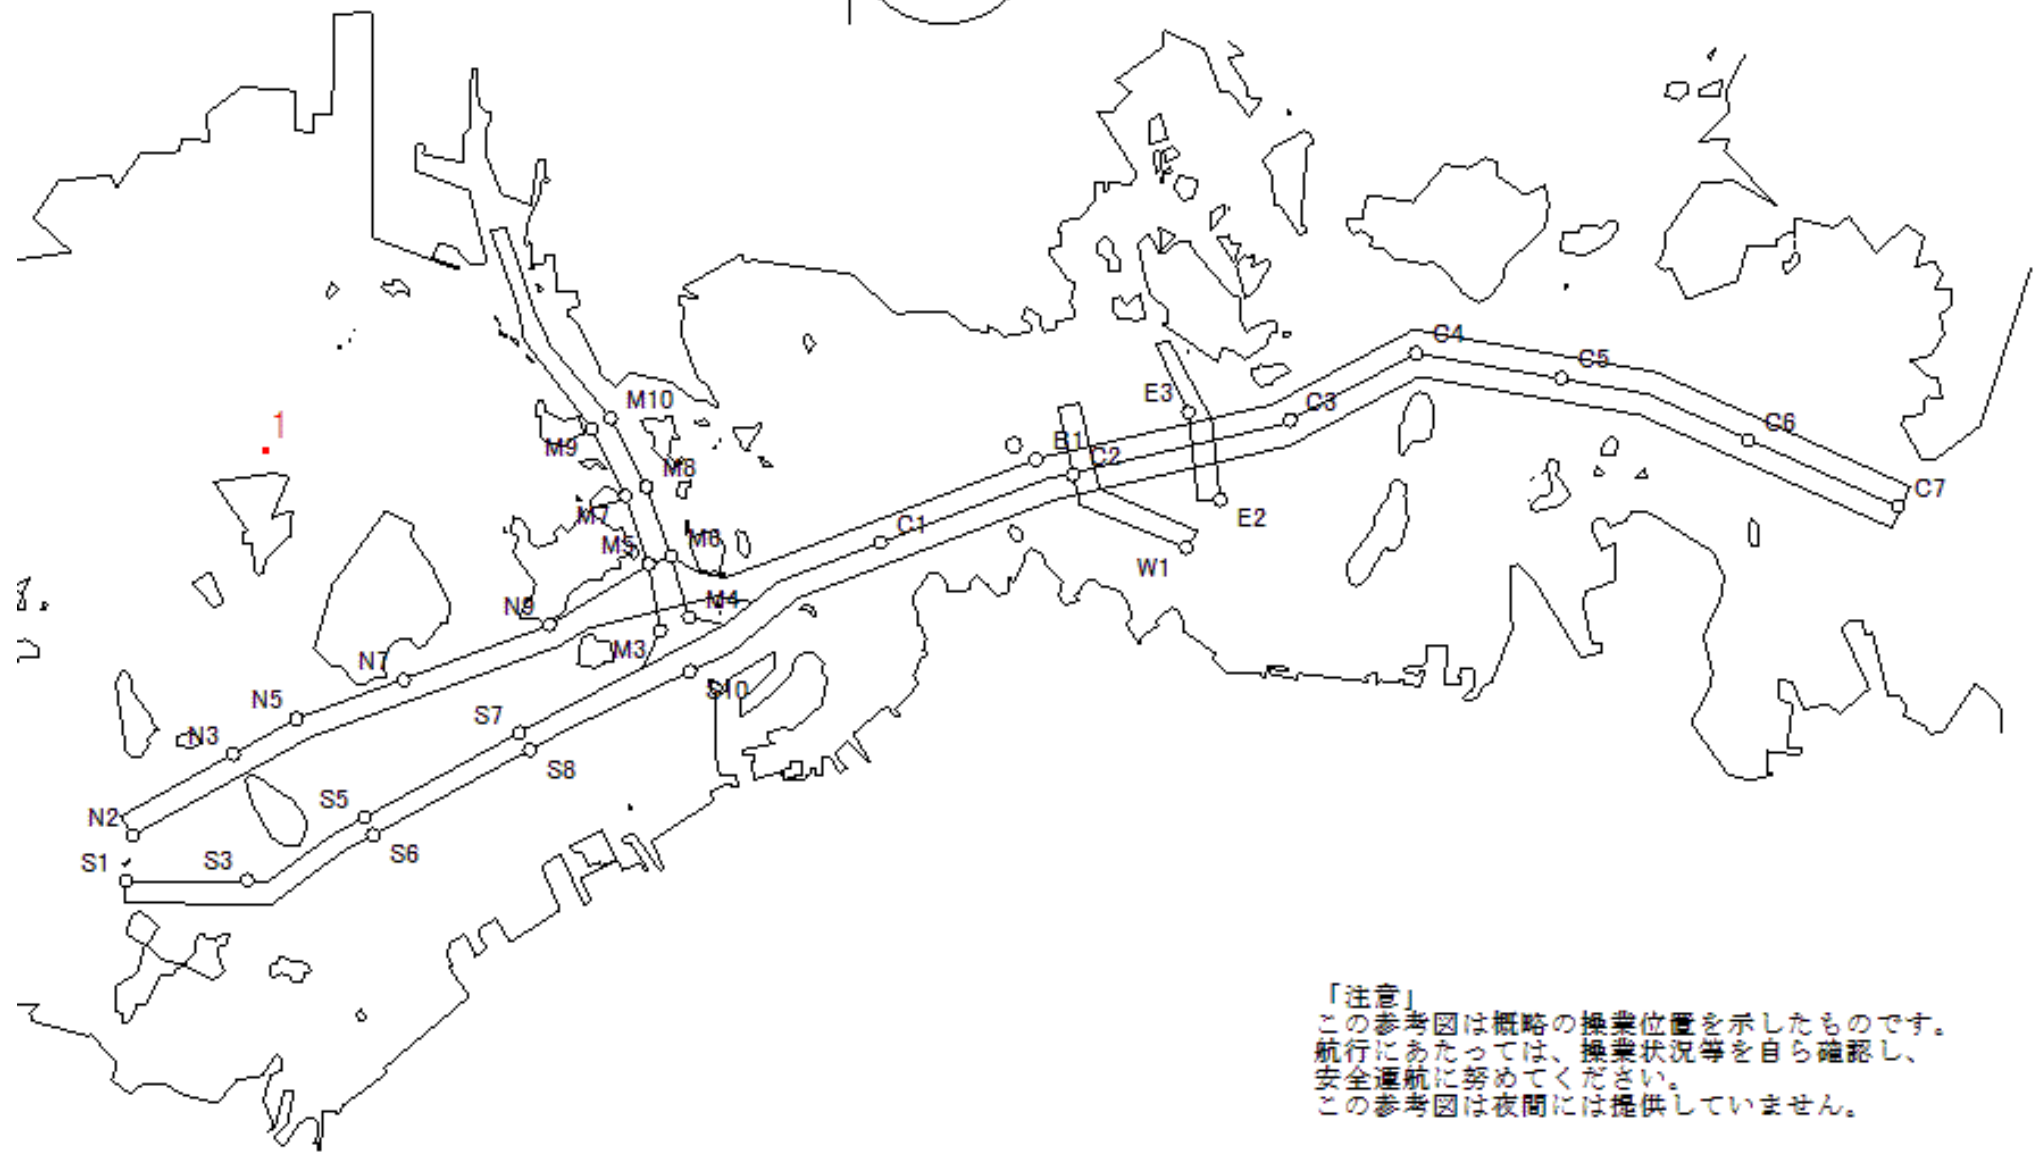 C4
C5
1
E3
M10
C3
C6
M9
B1
C2
M8
C7
M7
E2
C1
M5
M6
W1
N9
M4
N7
M3
N5
S10
N3
S7
S8
N2
S5
S1
S3
S6
「注意」
この参考図は概略の操業位置を示したものです。
航行にあたっては、操業状況等を自ら確認し、
安全運航に努めてください。
この参考図は夜間には提供していません。